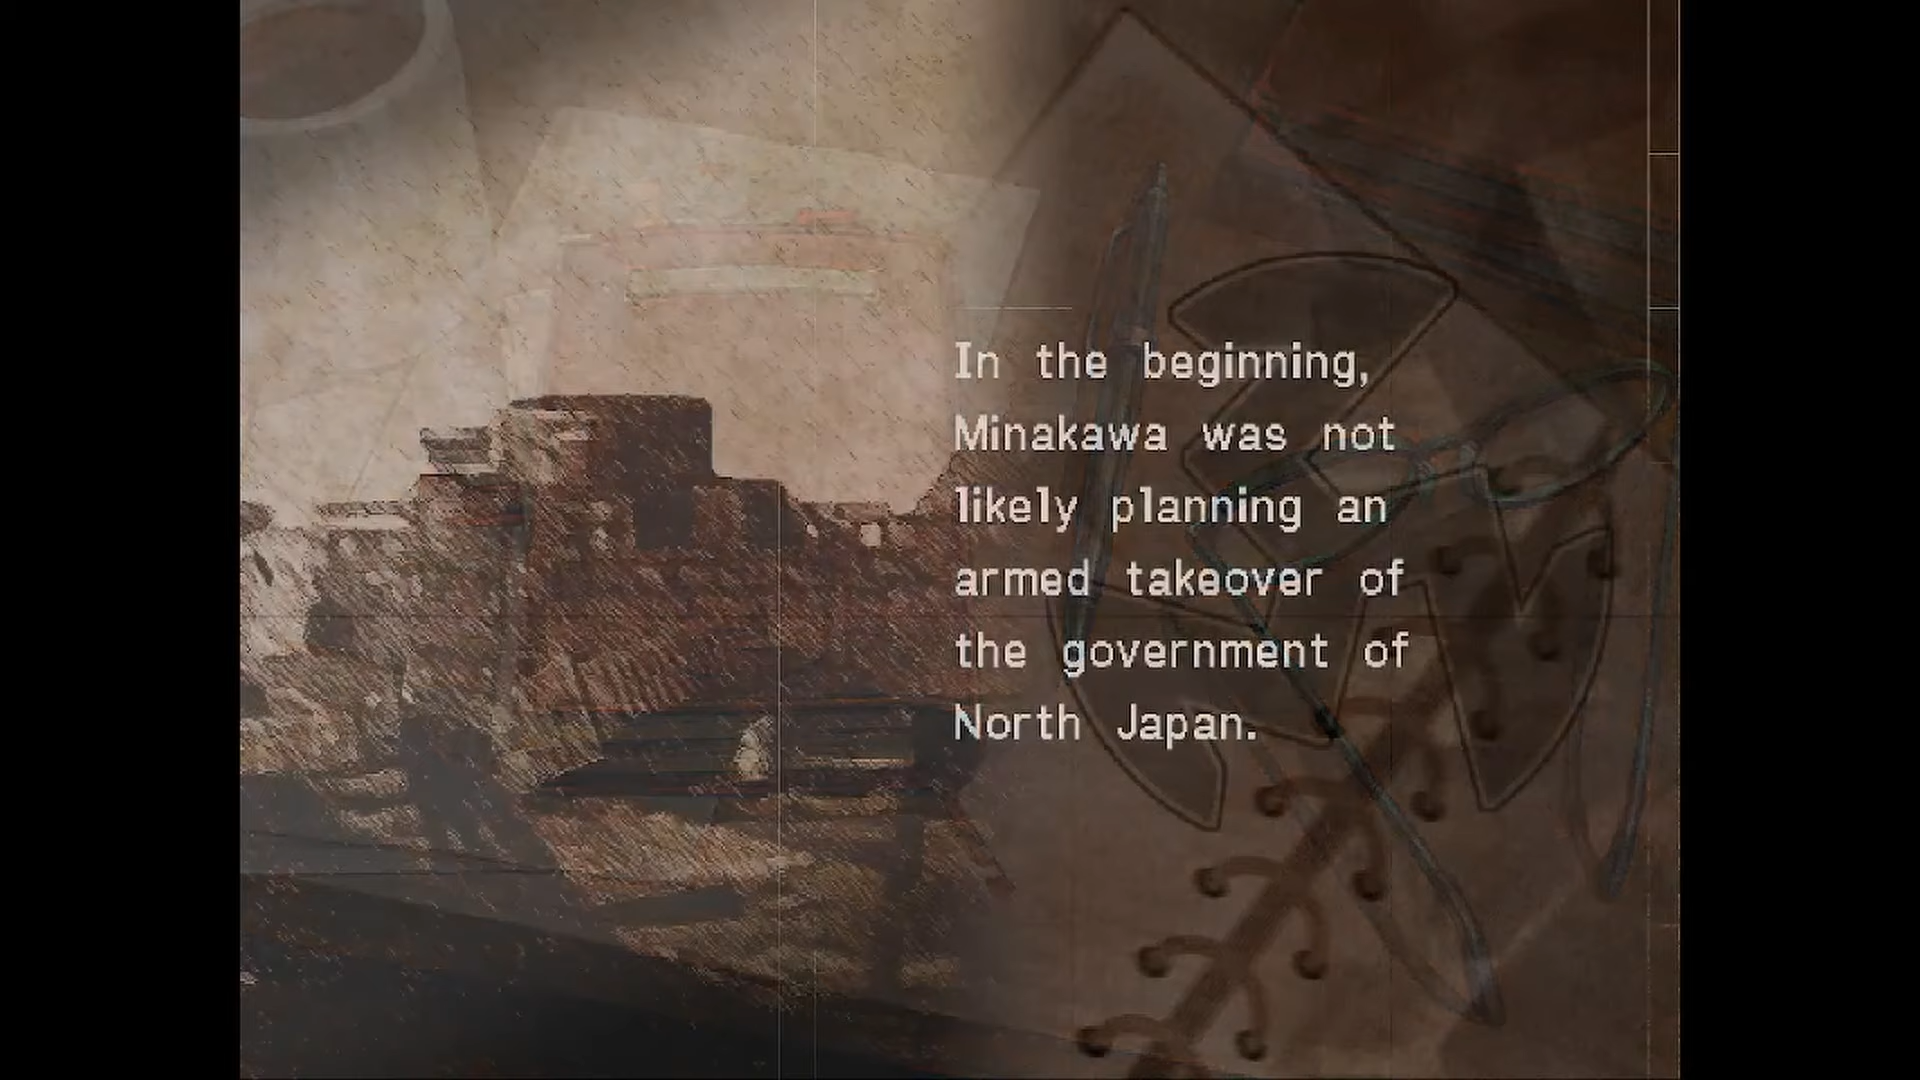 In the beginning,
Minakawa was not
likely planning an
armed takeover of
the government of
North Japan.